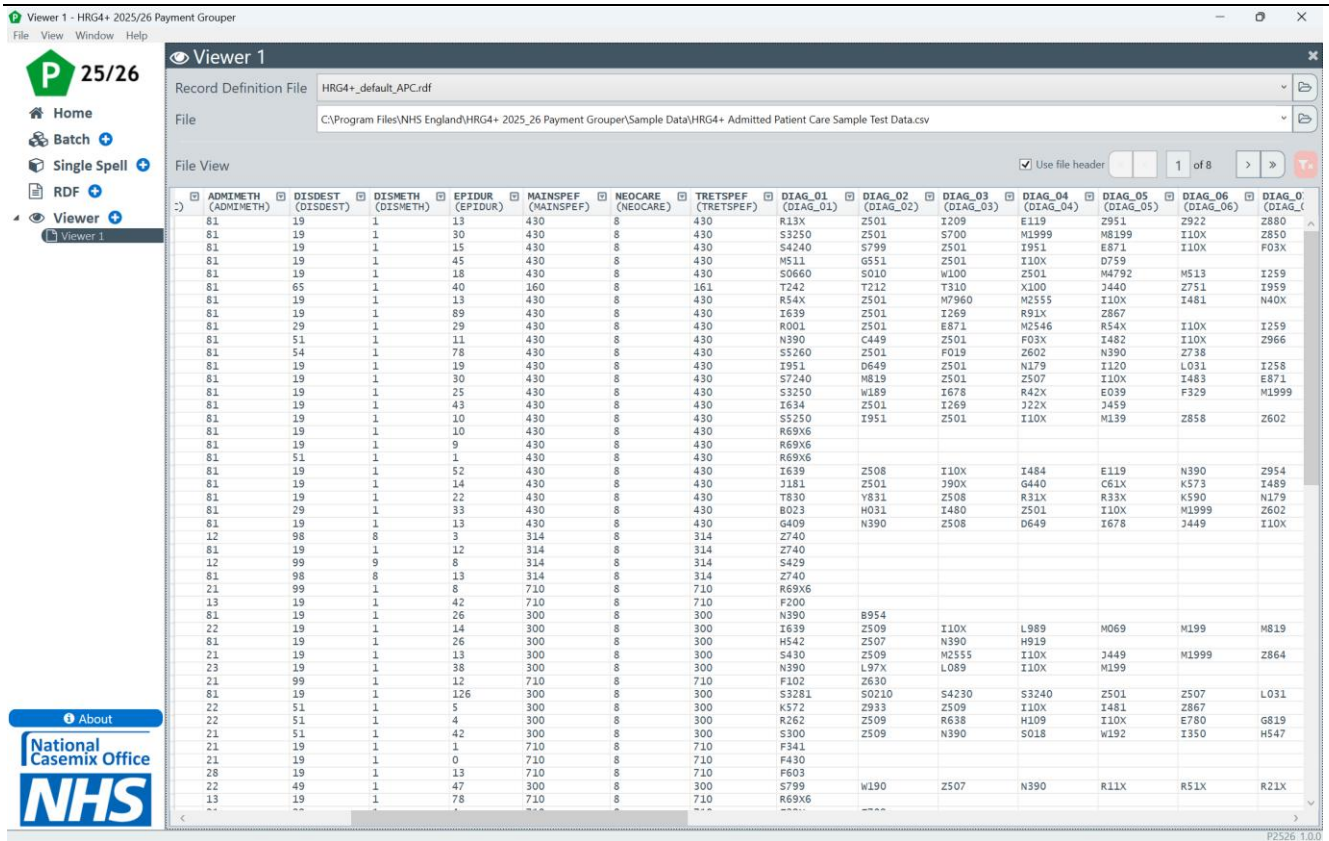 Viewer 1 - HRG4+ 2025/26 Payment Grouper
File View Window Help
P 25/26
Home
Batch
Single Spell
RDF
Viewer
Viewer 1
Viewer 1
Record Definition File HRG4+_default_APC.rdf
File C:\Program Files\NHS England\HRG4+ 2025_26 Payment Grouper\Sample Data\HRG4+ Admitted Patient Care Sample Test Data.csv
File View Use file header 1 of 8
ADMIMETH DISDEST DISMETH EPIDUR MAINSPEF NEOCARE TRETSPEF DIAG_01 DIAG_02 DIAG_03 DIAG_04 DIAG_05 DIAG_06 DIAG_0
:) (ADMIMETH) (DISDEST) (DISMETH) (EPIDUR) (MAINSPEF) (NEOCARE) (TRETSPEF) (DIAG_01) (DIAG_02) (DIAG_03) (DIAG_04) (DIAG_05) (DIAG_06) (DIAG_(
81 19 1 13 430 8 430 R13X Z501 I209 E119 Z951 Z922 Z880
81 19 1 30 430 8 430 S3250 Z501 S700 M1999 M8199 I10X Z850
81 19 1 15 430 8 430 S4240 S799 Z501 I951 E871 I10X F03X
81 19 1 45 430 8 430 M511 G551 Z501 I10X D759
81 19 1 18 430 8 430 S0660 S010 W100 Z501 M4792 M513 I259
81 65 1 40 160 8 161 T242 T212 T310 X100 J440 Z751 I959
81 19 1 13 430 8 430 R54X Z501 M7960 M2555 I10X I481 N40X
81 19 1 89 430 8 430 I639 Z501 I269 R91X Z867
81 29 1 29 430 8 430 R001 Z501 E871 M2546 R54X I10X I259
81 51 1 11 430 8 430 N390 C449 Z501 F03X I482 I10X Z966
81 54 1 78 430 8 430 S5260 Z501 F019 Z602 N390 Z738
81 19 1 19 430 8 430 I951 D649 Z501 N179 I120 L031 I258
81 19 1 30 430 8 430 S7240 M819 Z501 Z507 I10X I483 E871
81 19 1 25 430 8 430 S3250 W189 I678 R42X E039 F329 M1999
81 19 1 43 430 8 430 I634 Z501 I269 J22X J459
81 19 1 10 430 8 430 S5250 I951 Z501 I10X M139 Z858 Z602
81 19 1 10 430 8 430 R69X6
81 19 1 9 430 8 430 R69X6
81 51 1 1 430 8 430 R69X6
81 19 1 52 430 8 430 I639 Z508 I10X I484 E119 N390 Z954
81 19 1 14 430 8 430 J181 Z501 J90X G440 C61X K573 I489
81 19 1 22 430 8 430 T830 Y831 Z508 R31X R33X K590 N179
81 29 1 33 430 8 430 B023 H031 I480 Z501 I10X M1999 Z602
81 19 1 13 430 8 430 G409 N390 Z508 D649 I678 J449 I10X
12 98 8 3 314 8 314 Z740
81 19 1 12 314 8 314 Z740
12 99 9 8 314 8 314 S429
81 98 8 13 314 8 314 Z740
21 99 1 8 710 8 710 R69X6
13 19 1 42 710 8 710 F200
81 19 1 26 300 8 300 N390 B954
22 19 1 14 300 8 300 I639 Z509 I10X L989 M069 M199 M819
81 19 1 26 300 8 300 H542 Z507 N390 H919
21 19 1 13 300 8 300 S430 Z509 M2555 I10X J449 M1999 Z864
23 19 1 38 300 8 300 N390 L97X L089 I10X M199
21 99 1 12 710 8 710 F102 Z630
81 19 1 126 300 8 300 S3281 S0210 S4230 S3240 Z501 Z507 L031
22 51 1 5 300 8 300 K572 Z933 Z509 I10X I481 Z867
22 51 1 4 300 8 300 R262 Z509 R638 H109 I10X E780 G819
21 51 1 42 300 8 300 S300 Z509 N390 S018 W192 I350 H547
21 19 1 1 710 8 710 F341
21 19 1 0 710 8 710 F430
28 19 1 13 710 8 710 F603
22 49 1 47 300 8 300 S799 W190 Z507 N390 R11X R51X R21X
13 19 1 78 710 8 710 R69X6
About
National
Casemix Office
NHS
P2526 1.0.0